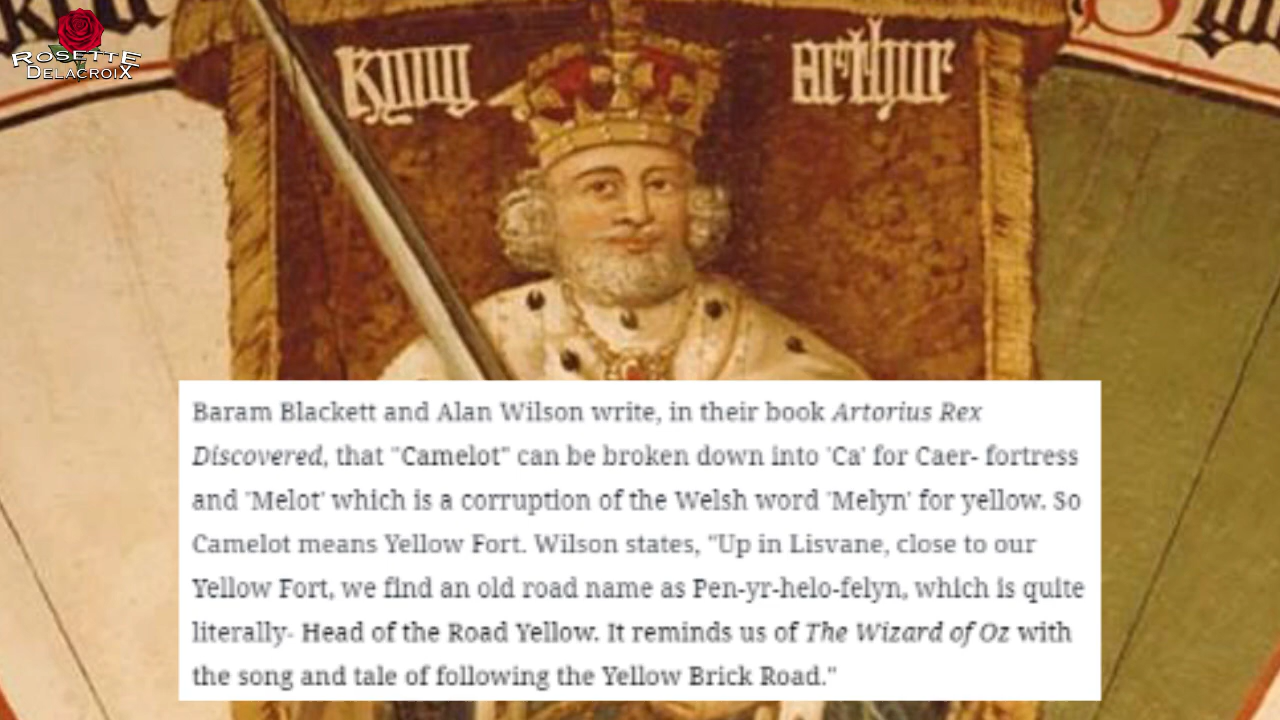 ROSETTE
DELACROIX
Kyng Arthur
Baram Blackett and Alan Wilson write, in their book Artorius Rex
Discovered, that "Camelot" can be broken down into 'Ca' for Caer- fortress
and 'Melot' which is a corruption of the Welsh word 'Melyn' for yellow. So
Camelot means Yellow Fort. Wilson states, "Up in Lisvane, close to our
Yellow Fort, we find an old road name as Pen-yr-helo-felyn, which is quite
literally- Head of the Road Yellow. It reminds us of The Wizard of Oz with
the song and tale of following the Yellow Brick Road."